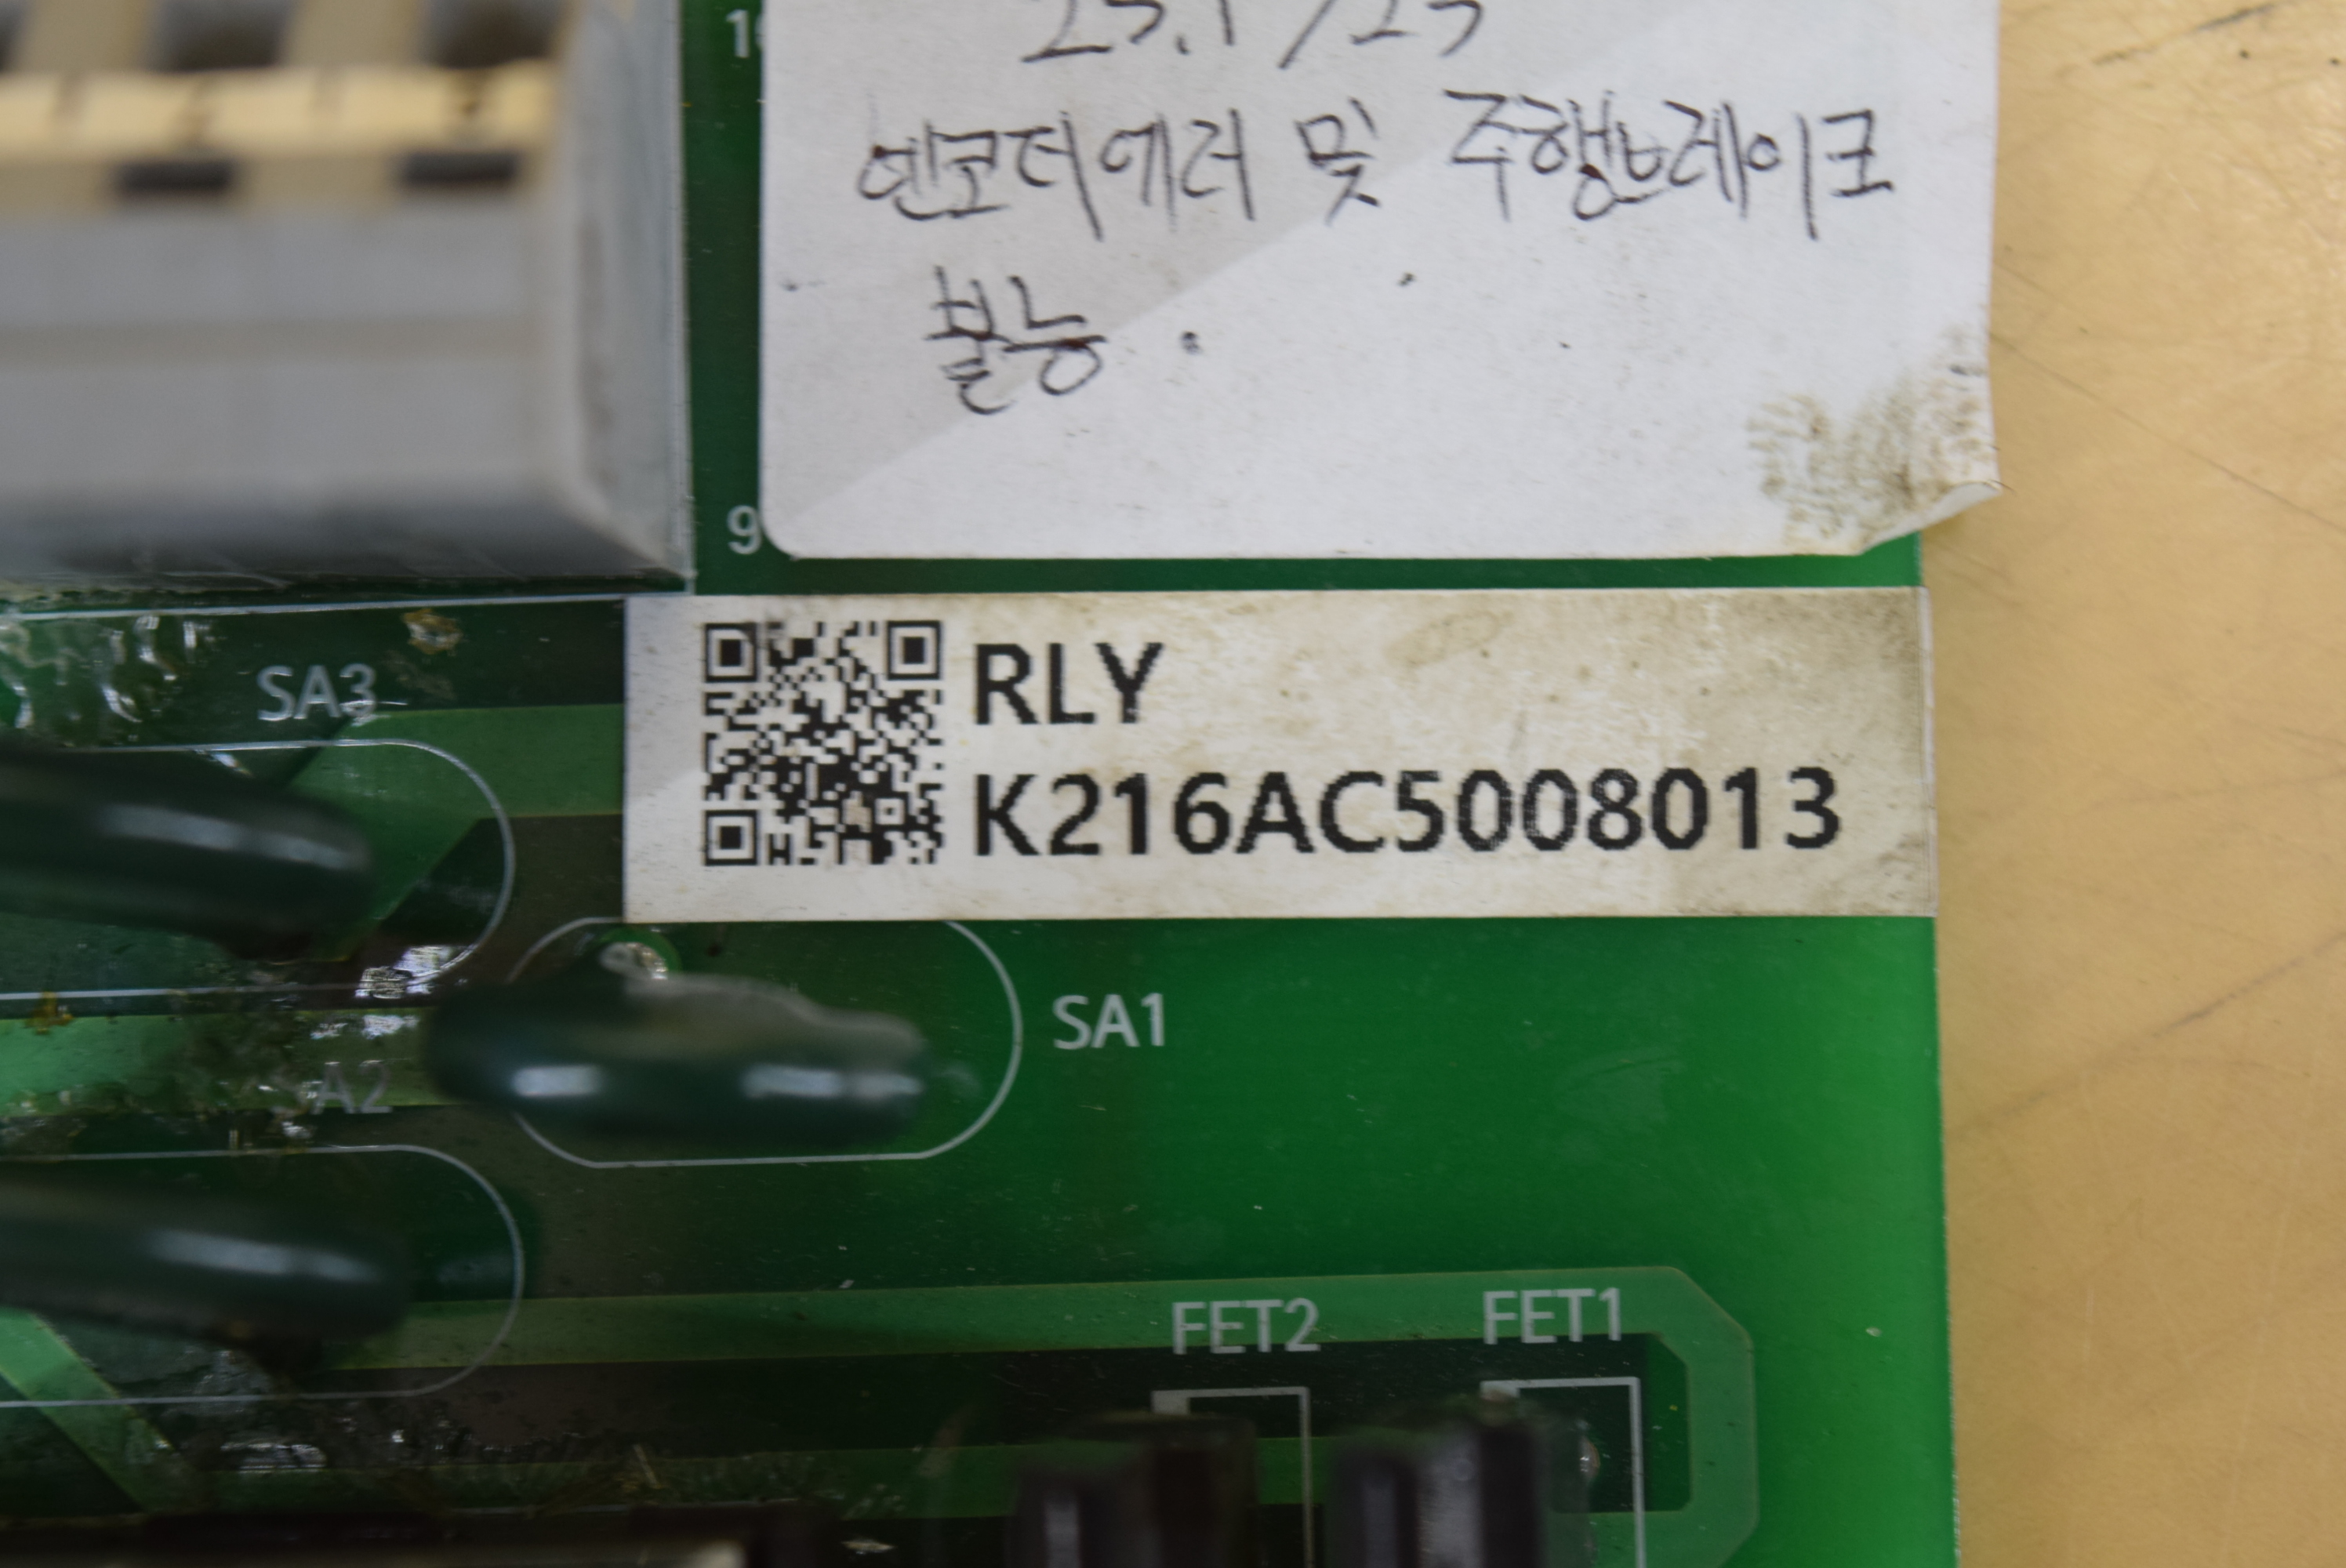 엔코더에러 및 주행브레이크
불능.
9
RLY
K216AC5008013
SA3
SA1
A2
FET2
FET1